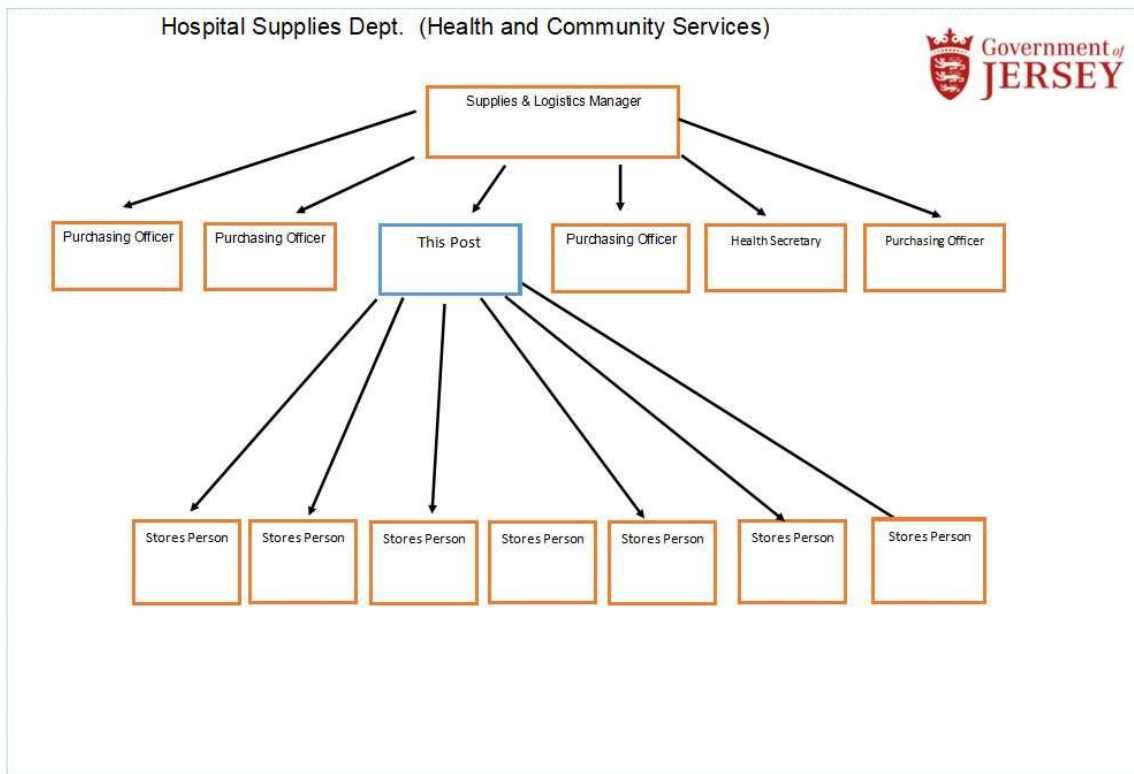 Hospital Supplies Dept. (Health and Community Services)
Government of
JERSEY
Supplies & Logistics Manager
Purchasing Officer
Purchasing Officer
This Post
Purchasing Officer
Health Secretary
Purchasing Officer
Stores Person
Stores Person
Stores Person
Stores Person
Stores Person
Stores Person
Stores Person